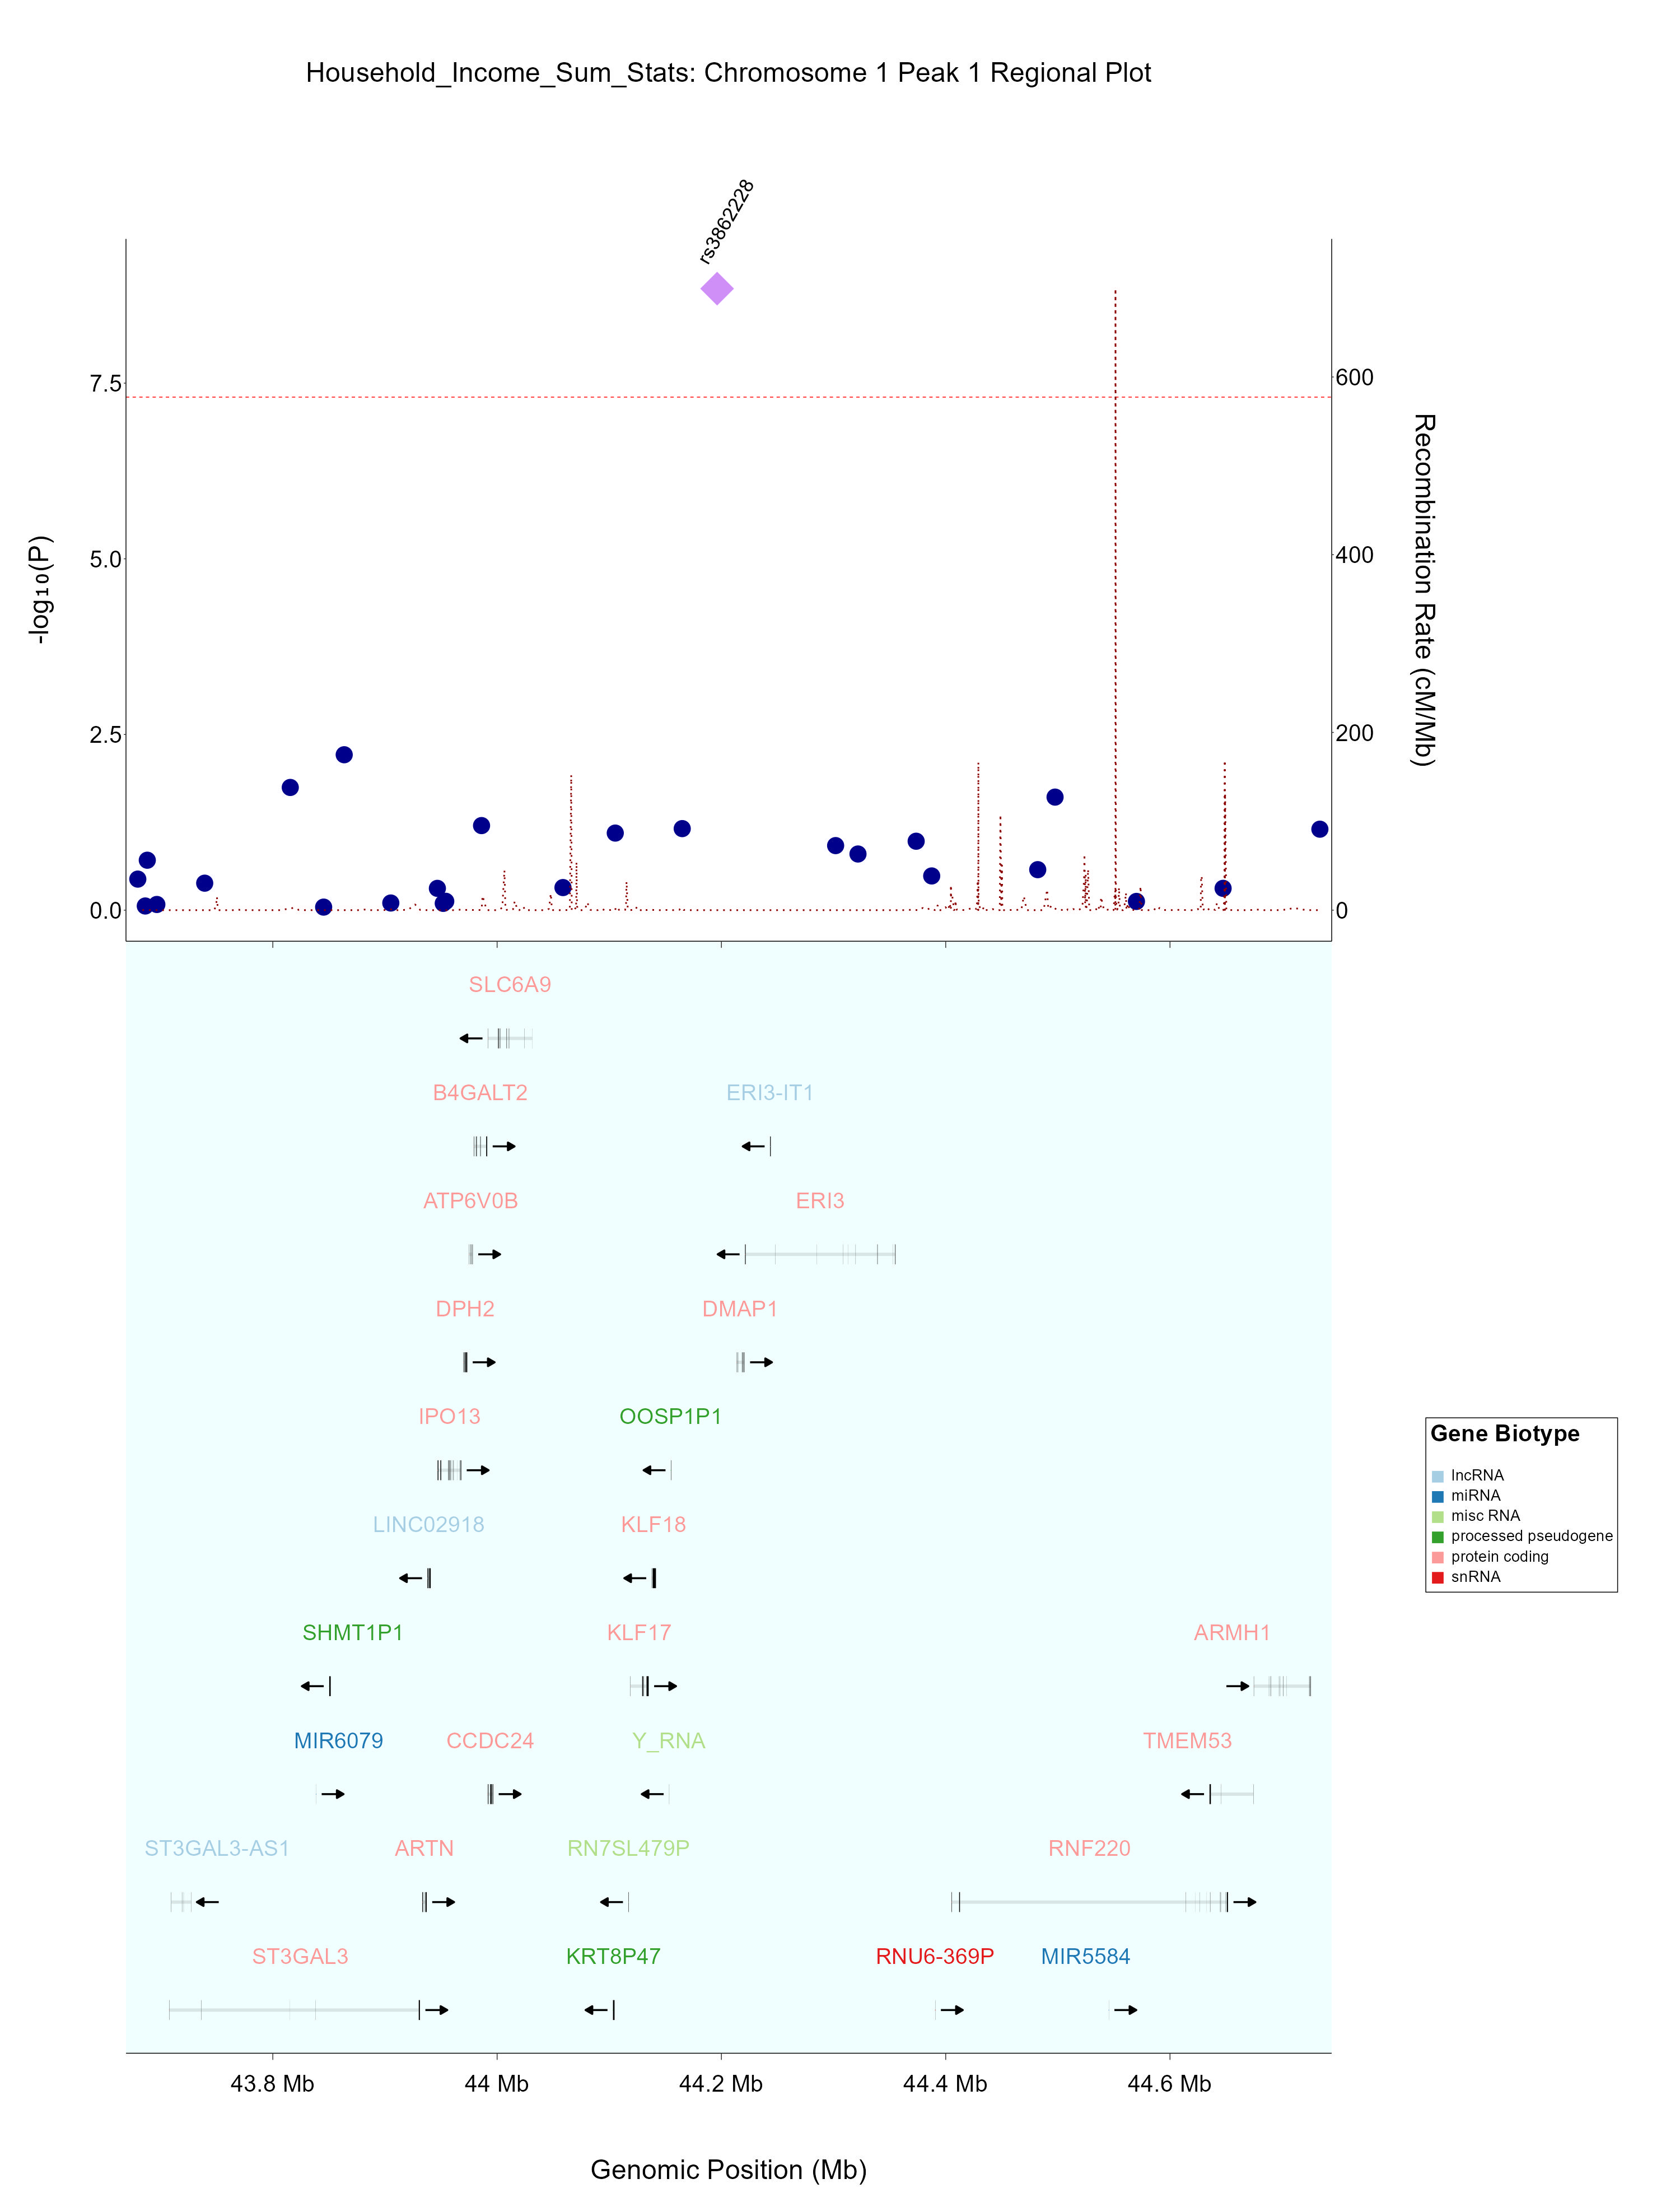 Household_Income_Sum_Stats: Chromosome 1 Peak 1 Regional Plot
rs3862228
-log₁₀(P)
7.5
5.0
2.5
0.0
600
400
200
0
Recombination Rate (cM/Mb)
SLC6A9
B4GALT2
ERI3-IT1
ATP6V0B
ERI3
DPH2
DMAP1
IPO13
OOSP1P1
LINC02918
KLF18
SHMT1P1
KLF17
ARMH1
MIR6079
CCDC24
Y_RNA
TMEM53
ST3GAL3-AS1
ARTN
RN7SL479P
RNF220
ST3GAL3
KRT8P47
RNU6-369P
MIR5584
Gene Biotype
lncRNA
miRNA
misc RNA
processed pseudogene
protein coding
snRNA
43.8 Mb
44 Mb
44.2 Mb
44.4 Mb
44.6 Mb
Genomic Position (Mb)